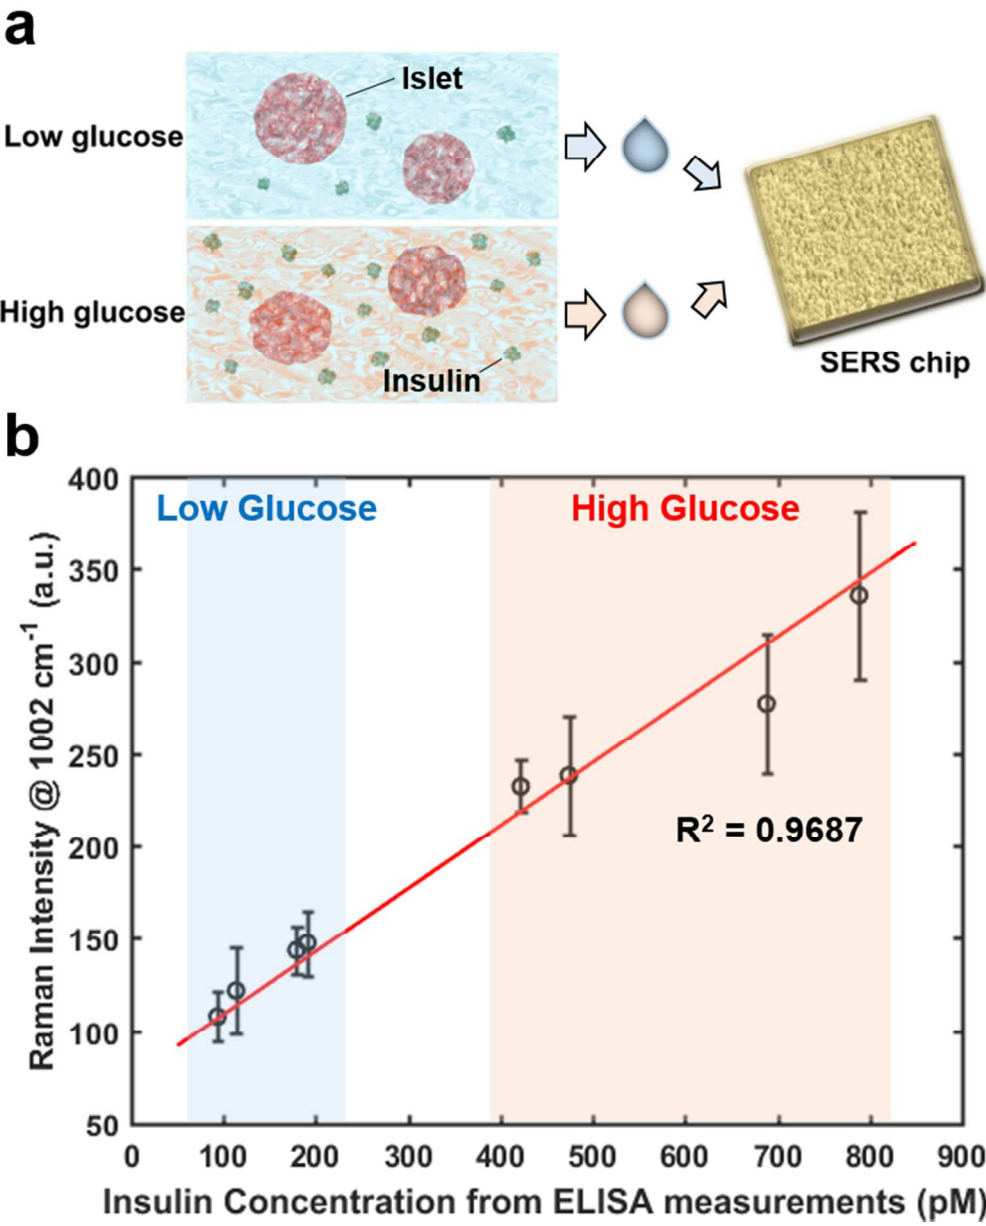 a
Islet
Low glucose
High glucose
Insulin
SERS chip
b
400
350
300
250
200
150
100
50
Raman Intensity @ 1002 cm⁻¹ (a.u.)
Low Glucose
High Glucose
R² = 0.9687
0 100 200 300 400 500 600 700 800 900
Insulin Concentration from ELISA measurements (pM)